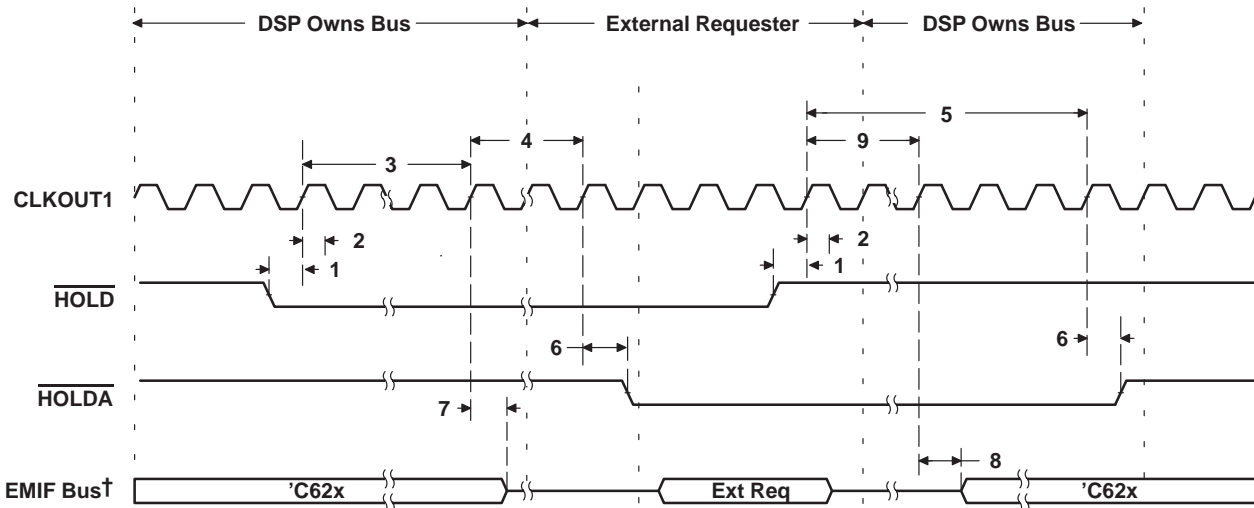 DSP Owns Bus External Requester DSP Owns Bus
5
4 9
3
CLKOUT1
2 2
1 1
HOLD
6 6
HOLDA
7
8
EMIF Bus† ’C62x Ext Req ’C62x